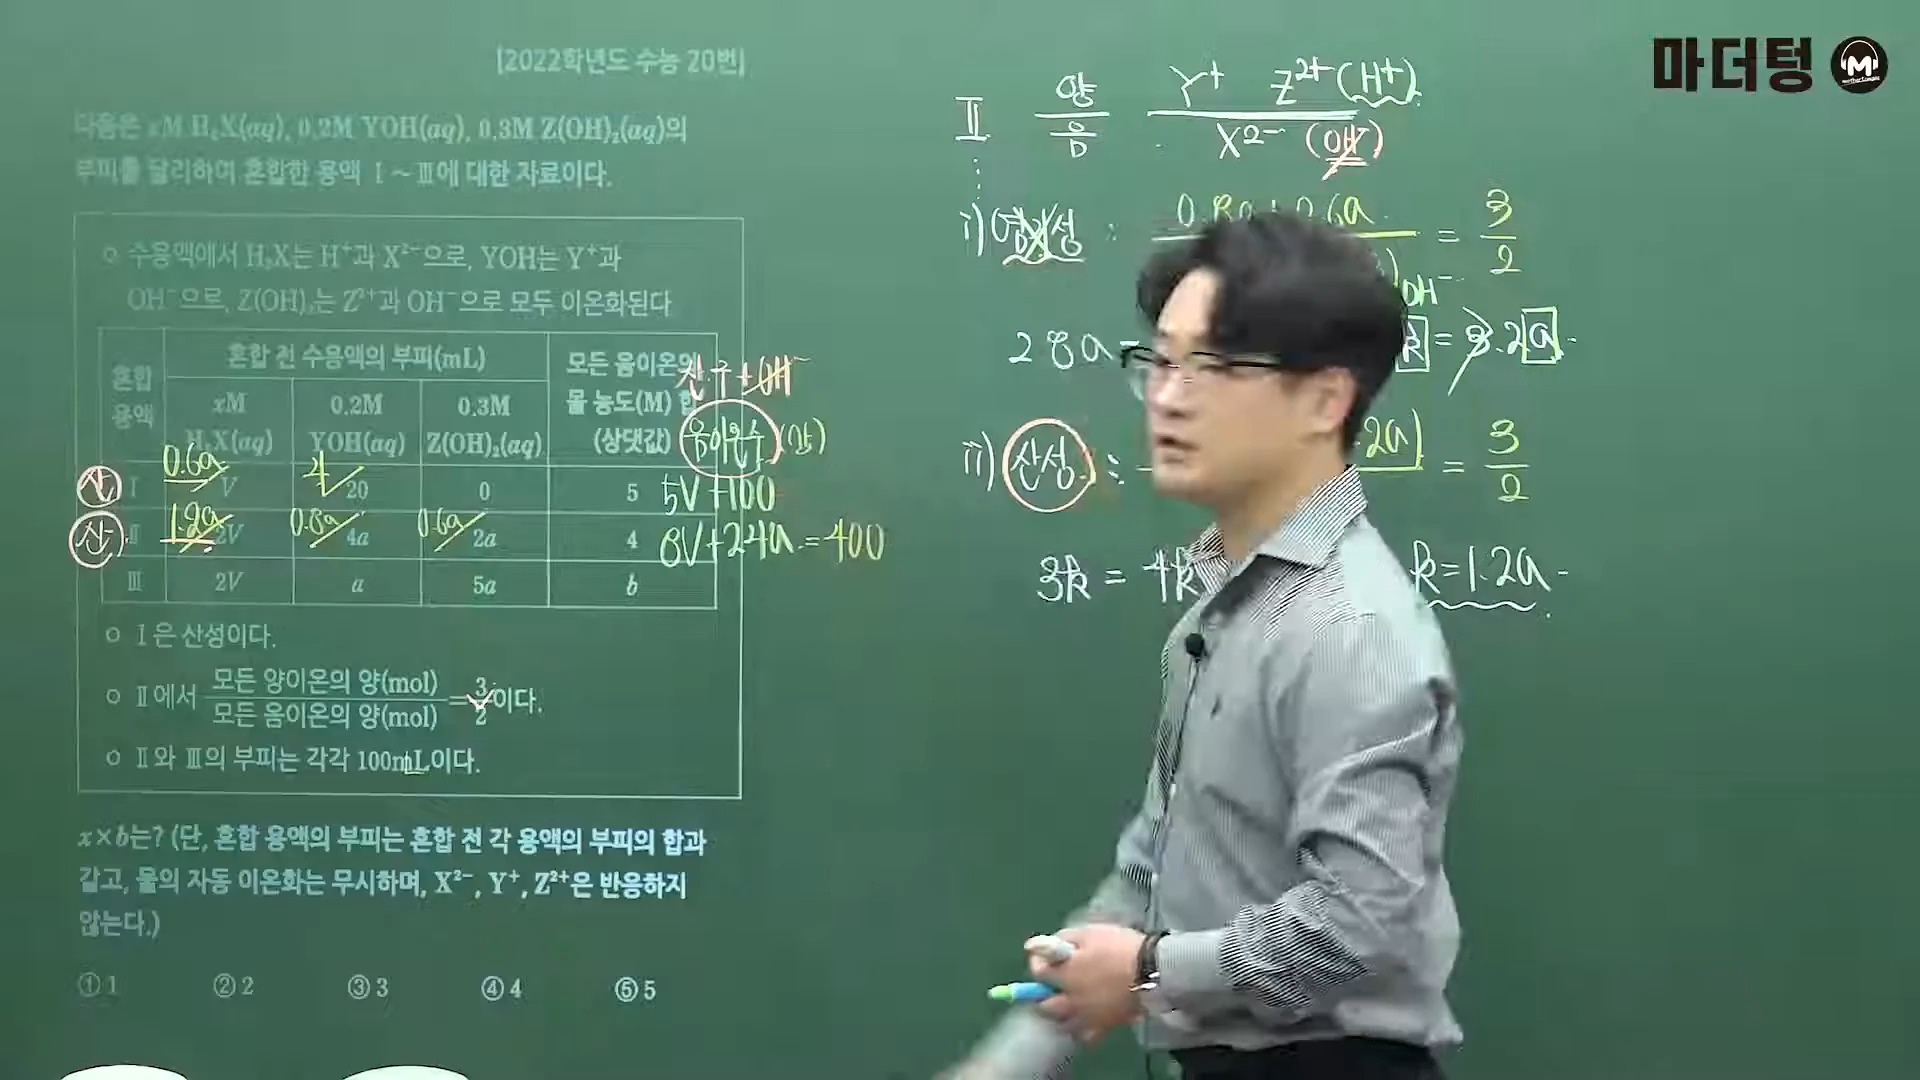 [2022학년도 수능 20번]
마더텅 M
다음은 xM H₂X(aq), 0.2M YOH(aq), 0.3M Z(OH)₂(aq)의
부피를 달리하여 혼합한 용액 Ⅰ~Ⅲ에 대한 자료이다.
○ 수용액에서 H₂X는 H⁺과 X²⁻으로, YOH는 Y⁺과
OH⁻으로, Z(OH)₂는 Z²⁺과 OH⁻으로 모두 이온화된다
혼합 용액
혼합 전 수용액의 부피(mL)
모든 음이온의 몰 농도(M) 합 (상댓값)
xM H₂X(aq) 0.2M YOH(aq) 0.3M Z(OH)₂(aq)
Ⅰ V 20 0 5
Ⅱ 2V 4a 2a 4
Ⅲ 2V a 5a b
○ Ⅰ은 산성이다.
○ Ⅱ에서 모든 양이온의 양(mol) / 모든 음이온의 양(mol) = 3/2 이다.
○ Ⅱ와 Ⅲ의 부피는 각각 100mL이다.
x×b는? (단, 혼합 용액의 부피는 혼합 전 각 용액의 부피의 합과
같고, 물의 자동 이온화는 무시하며, X²⁻, Y⁺, Z²⁺은 반응하지
않는다.)
① 1 ② 2 ③ 3 ④ 4 ⑤ 5
산
산
0.6a 4
1.2a 0.8a 0.6a
OH⁻
음이온수 (양)
5V+100
8V+24a=400
Ⅱ 양/음 Y⁺ Z²⁺(H⁺) / X²⁻ (OH⁻)
ⅰ) 염기성 : = 3/2
OH⁻
2.8a k = 3.2a
ⅱ) 산성 : 2a) = 3/2
3k = 4k k=1.2a